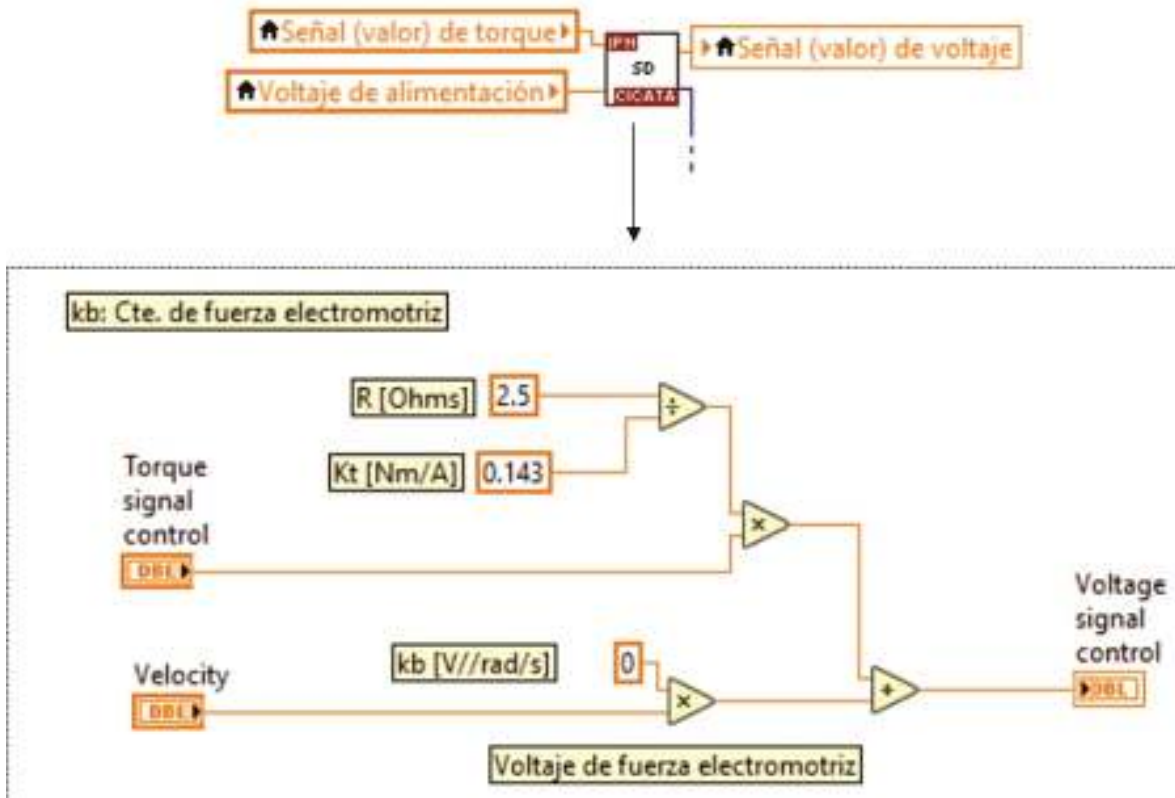 Señal (valor) de torque
IPN
SD
CICATA
Señal (valor) de voltaje
Voltaje de alimentación
kb: Cte. de fuerza electromotriz
R [Ohms] 2.5
÷
Kt [Nm/A] 0.143
Torque
signal
control
DBL
×
Voltage
signal
control
DBL
kb [V//rad/s] 0
Velocity
DBL
×
+
Voltaje de fuerza electromotriz